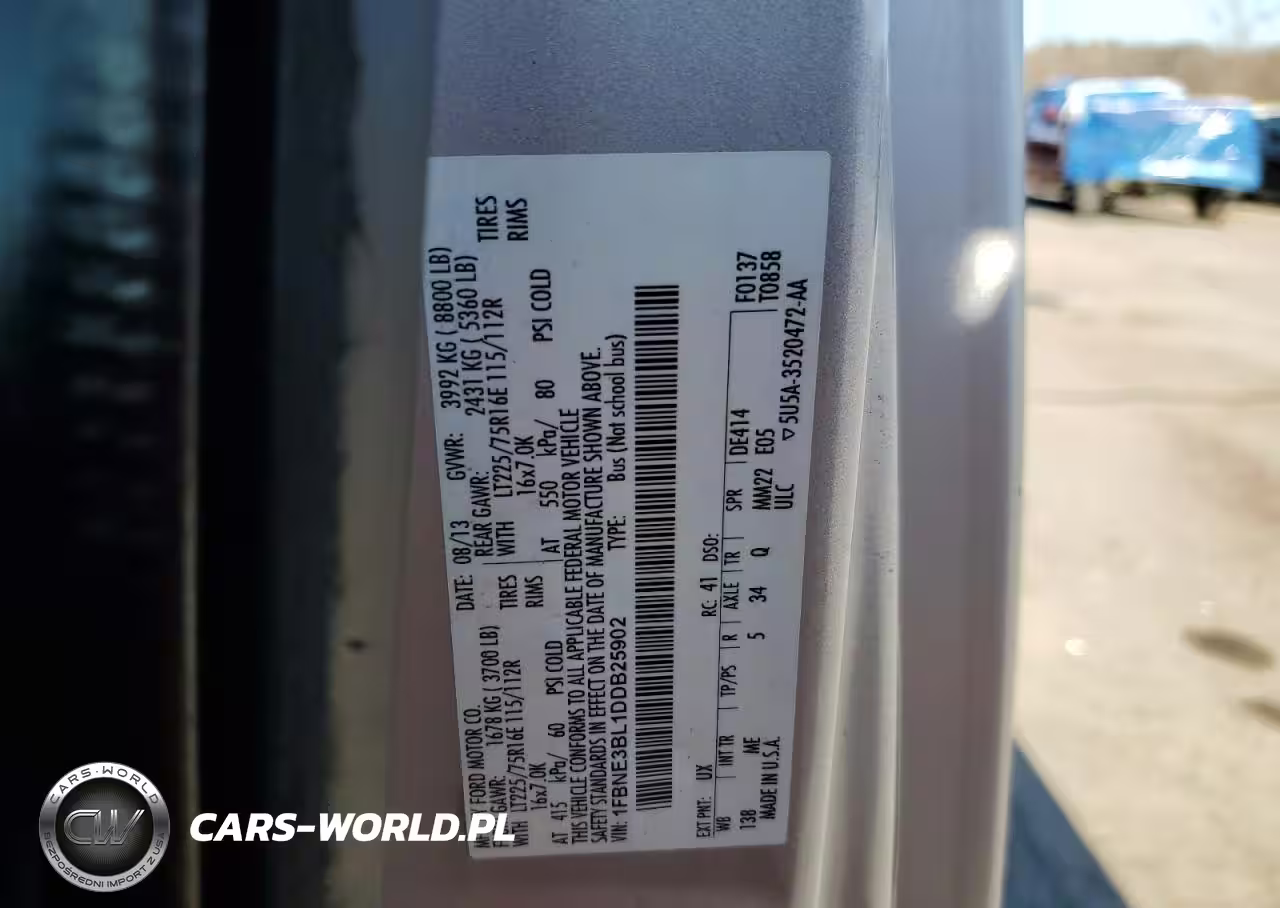 MF Y FORD MOTOR CO.
DATE: 08/13
GVWR: 3992 KG ( 8800 LB)
GAWR: 1678 KG ( 3700 LB)
REAR GAWR: 2431 KG ( 5360 LB)
WITH LT225/75R16E 115/112R TIRES
WITH LT225/75R16E 115/112R TIRES
16x7.0K RIMS
16x7.0K RIMS
AT 415 kPa/ 60 PSI COLD
AT 550 kPa/ 80 PSI COLD
THIS VEHICLE CONFORMS TO ALL APPLICABLE FEDERAL MOTOR VEHICLE
SAFETY STANDARDS IN EFFECT ON THE DATE OF MANUFACTURE SHOWN ABOVE.
VIN: 1FBNE3BL1DDB25902
TYPE: Bus (Not school bus)
EXT PNT: UX RC: 41 DSO:
WB INT TR TP/PS R AXLE TR SPR DE414 F0137
138 ME 5 34 Q MM22 E05 T0858
MADE IN U.S.A. ULC ▽5U5A-3520472-AA
CARS-WORLD
CW
BEZPOŚREDNI IMPORT Z USA
CARS-WORLD.PL